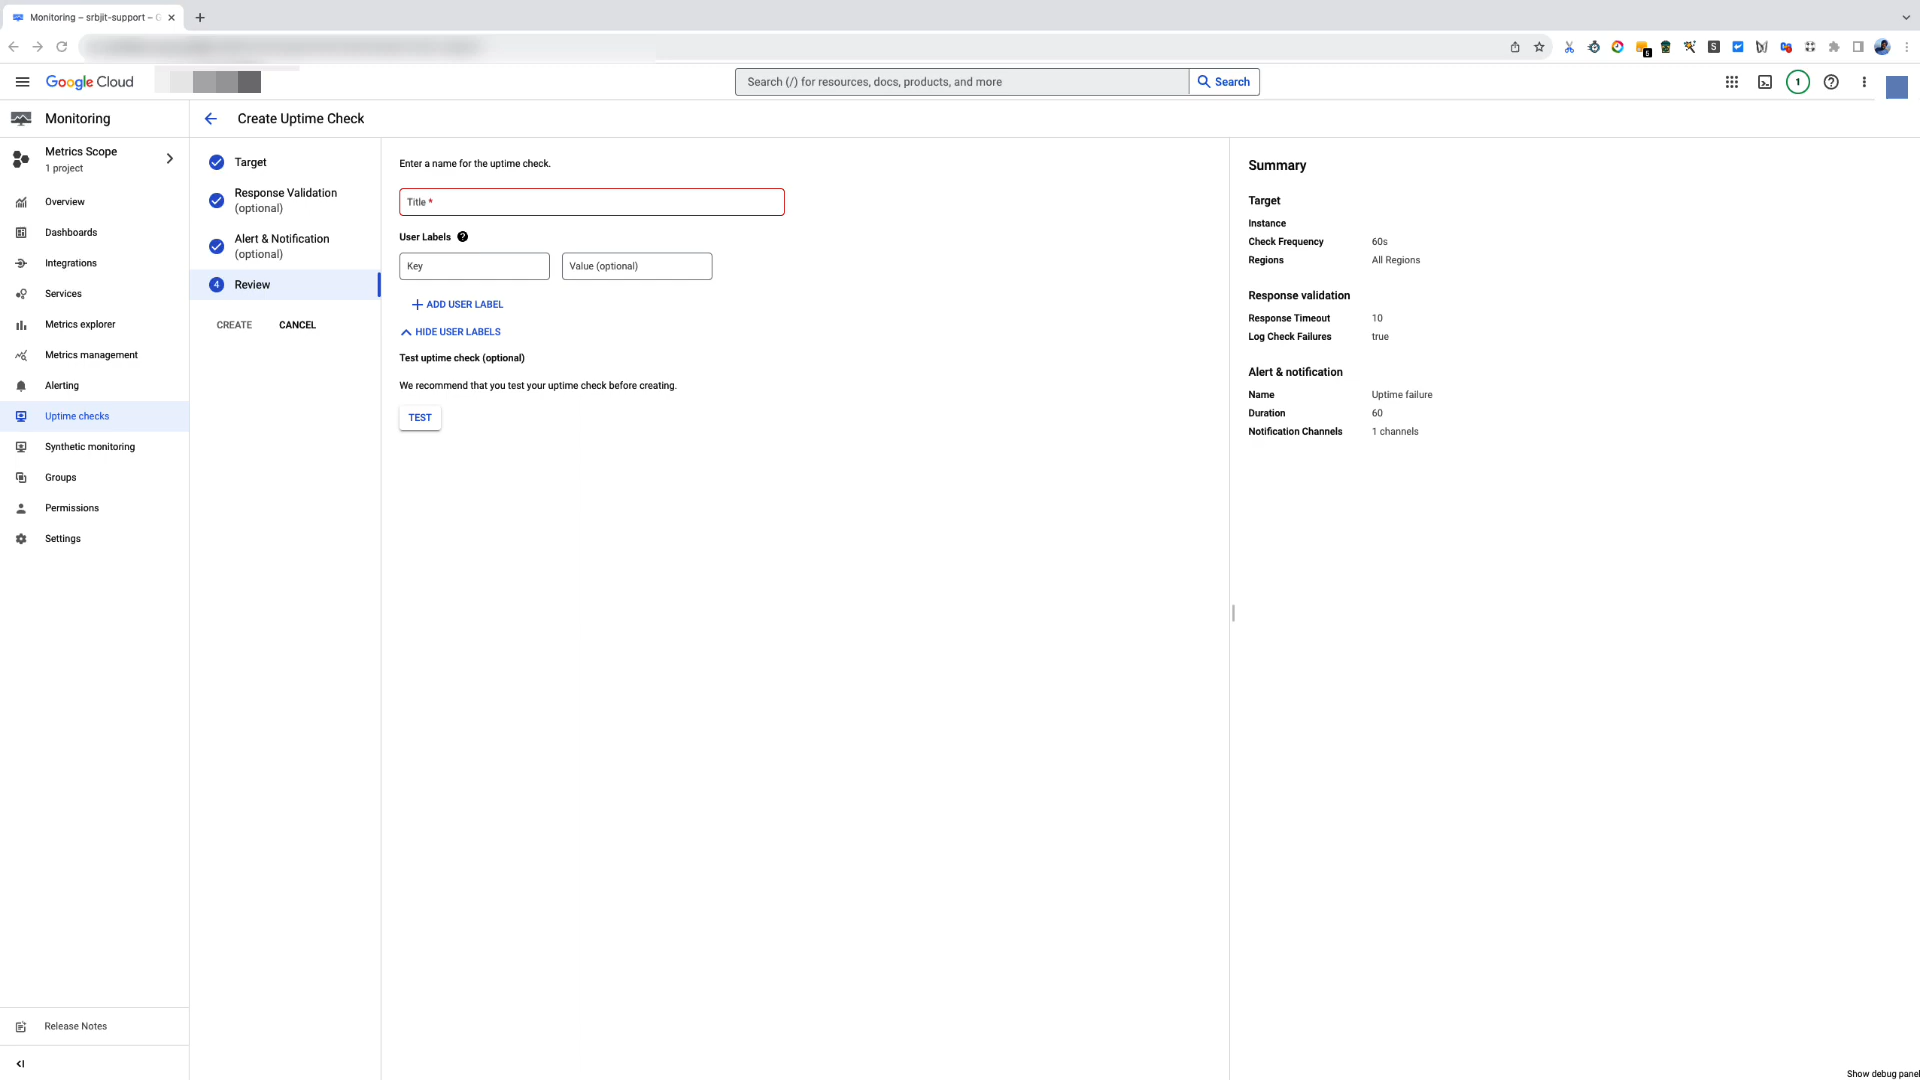 Monitoring – srbjit-support – G
Google Cloud
Search (/) for resources, docs, products, and more
Search
1
Monitoring
Create Uptime Check
Metrics Scope
1 project
Overview
Dashboards
Integrations
Services
Metrics explorer
Metrics management
Alerting
Uptime checks
Synthetic monitoring
Groups
Permissions
Settings
Release Notes
Target
Response Validation
(optional)
Alert & Notification
(optional)
4 Review
CREATE CANCEL
Enter a name for the uptime check.
Title *
User Labels
Key
Value (optional)
ADD USER LABEL
HIDE USER LABELS
Test uptime check (optional)
We recommend that you test your uptime check before creating.
TEST
Summary
Target
Instance
Check Frequency 60s
Regions All Regions
Response validation
Response Timeout 10
Log Check Failures true
Alert & notification
Name Uptime failure
Duration 60
Notification Channels 1 channels
Show debug panel